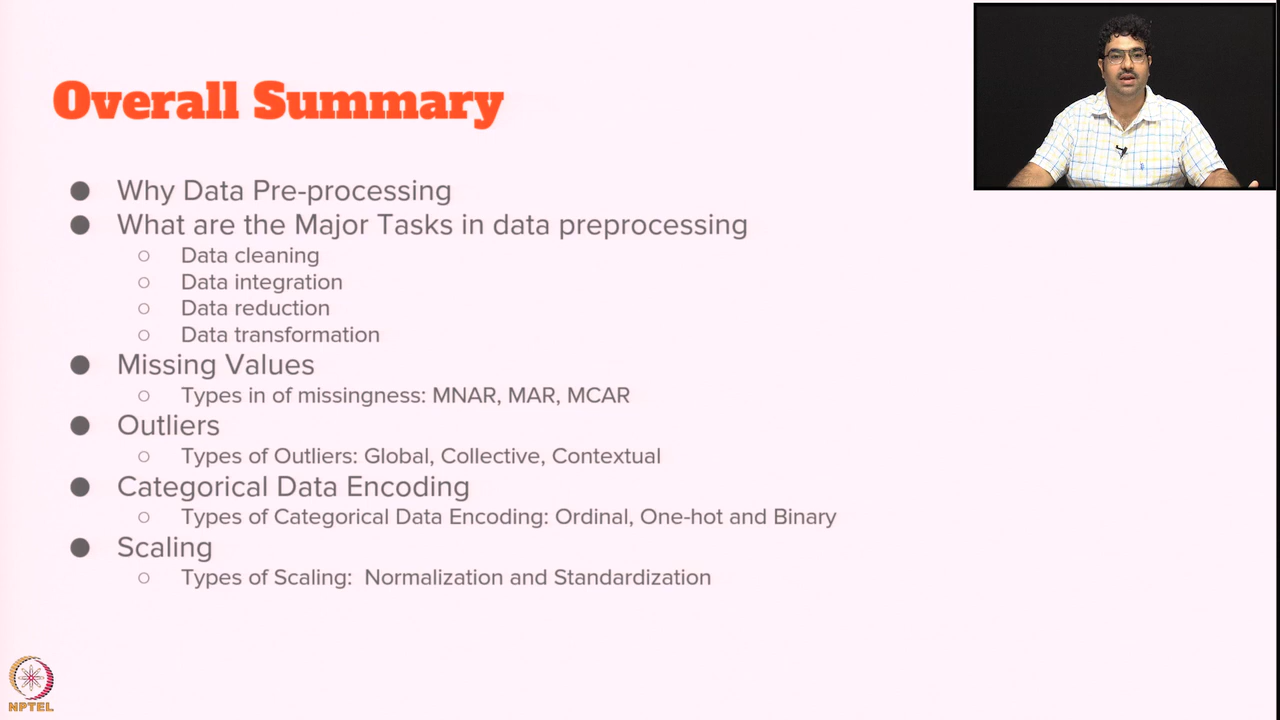 Overall Summary
● Why Data Pre-processing
● What are the Major Tasks in data preprocessing
○ Data cleaning
○ Data integration
○ Data reduction
○ Data transformation
● Missing Values
○ Types in of missingness: MNAR, MAR, MCAR
● Outliers
○ Types of Outliers: Global, Collective, Contextual
● Categorical Data Encoding
○ Types of Categorical Data Encoding: Ordinal, One-hot and Binary
● Scaling
○ Types of Scaling: Normalization and Standardization
NPTEL